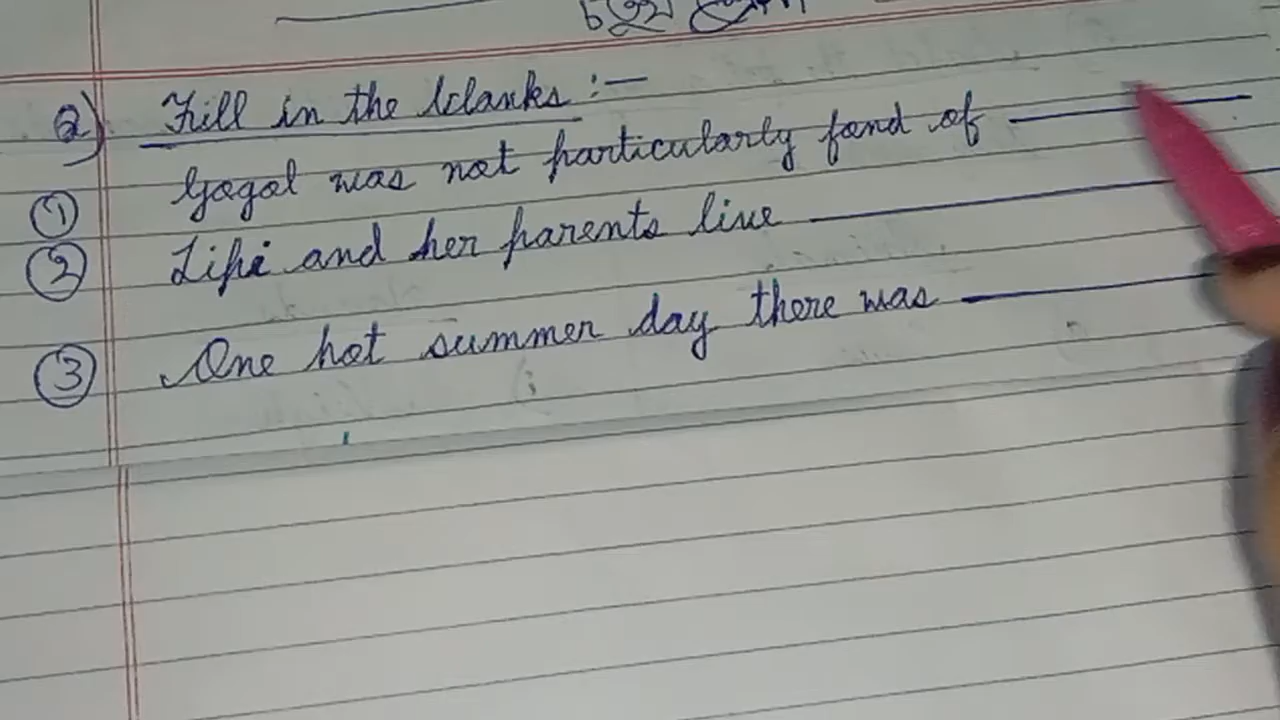 2) Fill in the blanks :—
① Gogol was not particularly fond of
② Lipi and her parents live
③ One hot summer day there was